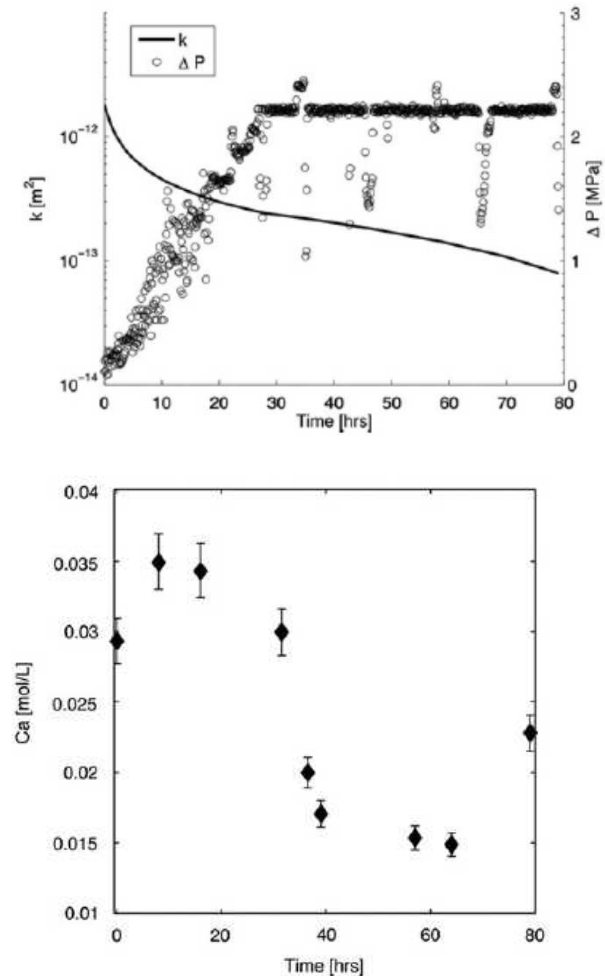 k
Δ P
3
2
1
0
Δ P [MPa]
10⁻¹²
10⁻¹³
10⁻¹⁴
k [m²]
0 10 20 30 40 50 60 70 80
Time [hrs]
0.04
0.035
0.03
0.025
0.02
0.015
0.01
Ca [mol/L]
0 20 40 60 80
Time [hrs]